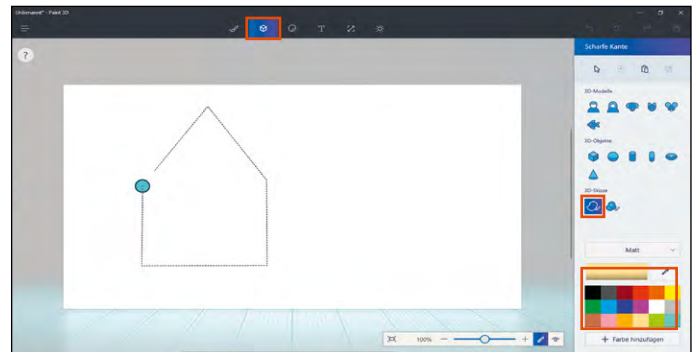 Unbenannt* - Paint 3D
T
?
Scharfe Kante
3D-Modelle
3D-Objekte
3D-Skizze
Matt
100% − +
+ Farbe hinzufügen